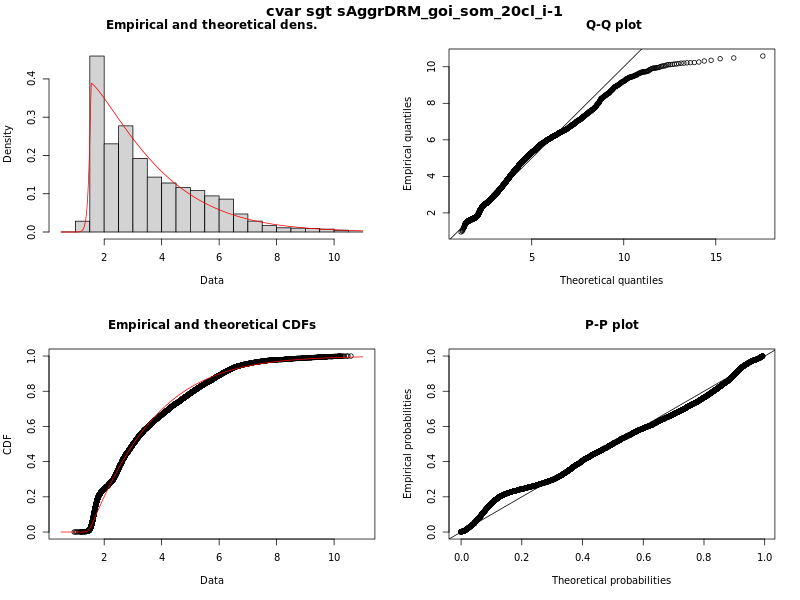 cvar sgt sAggrDRM_goi_som_20cl_i-1
Empirical and theoretical dens.
Density
0.0 0.1 0.2 0.3 0.4
2 4 6 8 10
Data
Q-Q plot
Empirical quantiles
2 4 6 8 10
5 10 15
Theoretical quantiles
Empirical and theoretical CDFs
CDF
0.0 0.2 0.4 0.6 0.8 1.0
2 4 6 8 10
Data
P-P plot
Empirical probabilities
0.0 0.2 0.4 0.6 0.8 1.0
0.0 0.2 0.4 0.6 0.8 1.0
Theoretical probabilities